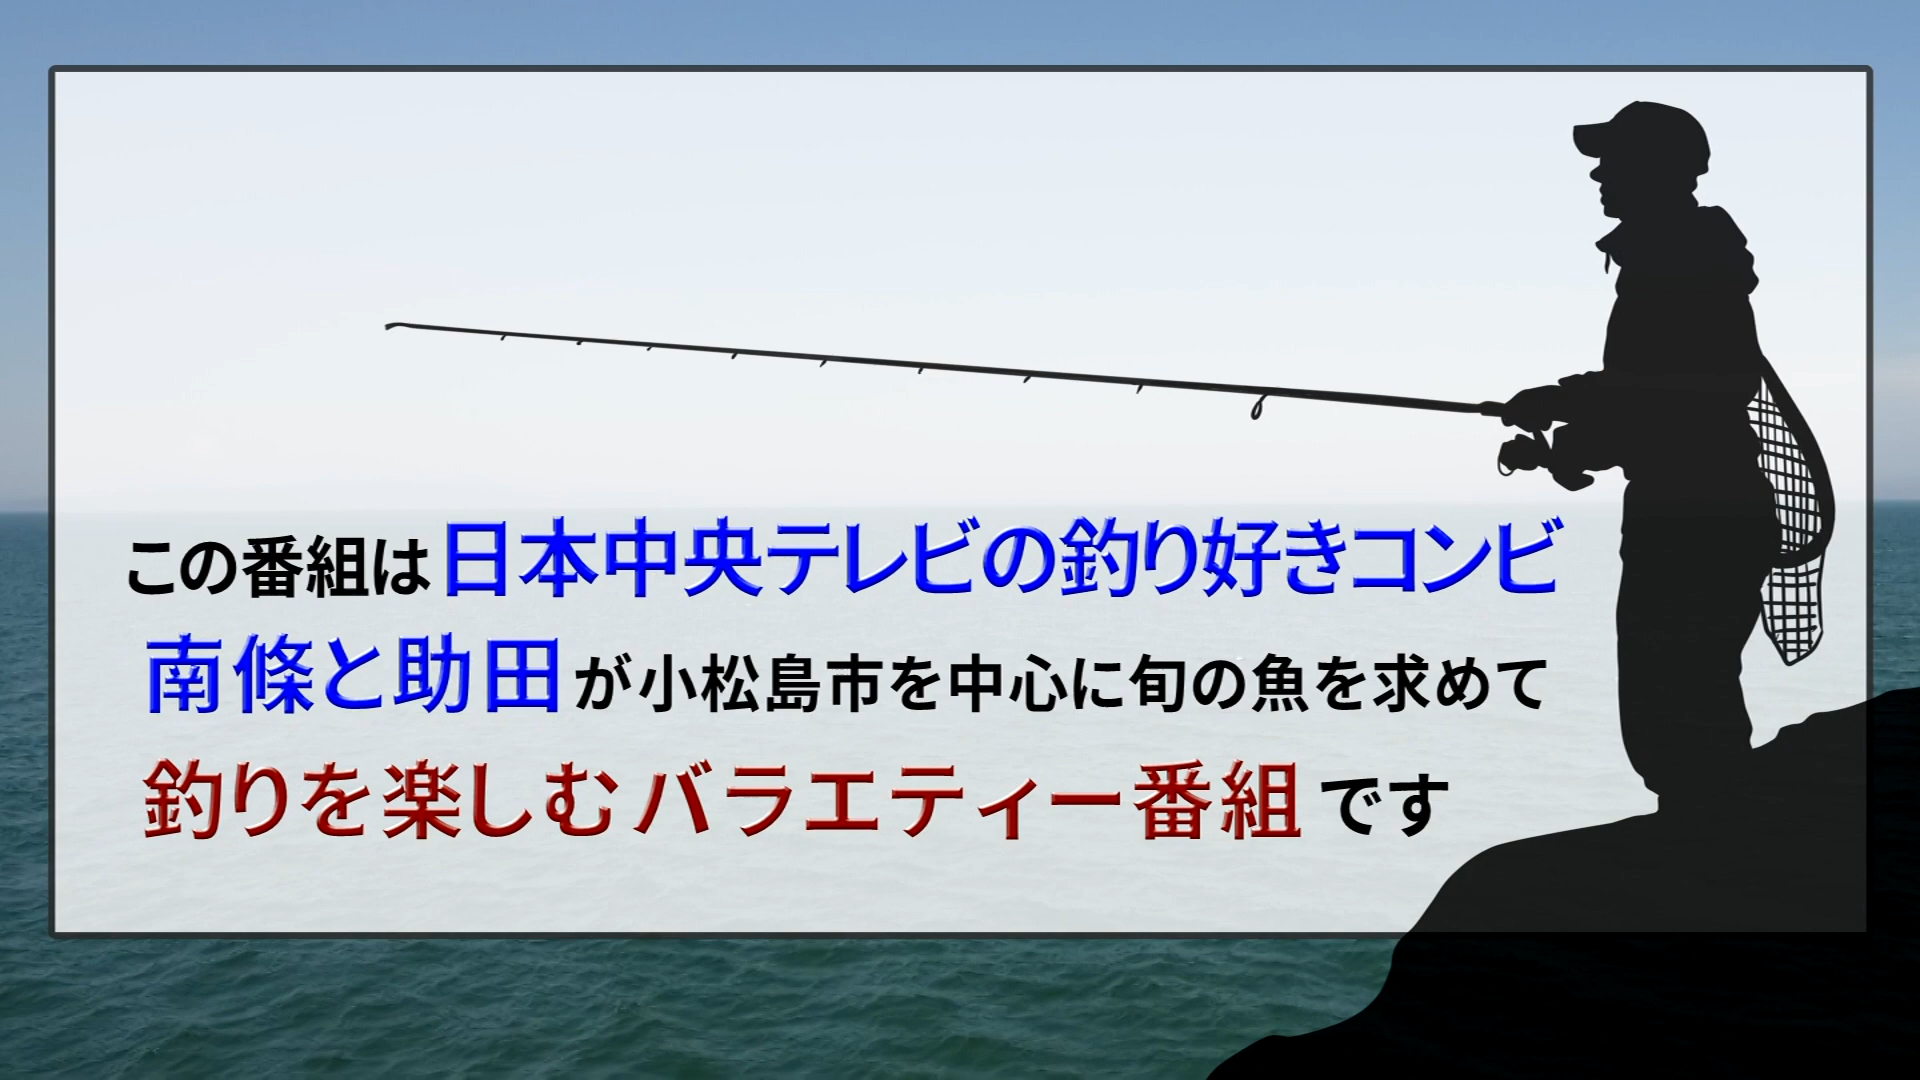 この番組は日本中央テレビの釣り好きコンビ
南條と助田が小松島市を中心に旬の魚を求めて
釣りを楽しむバラエティー番組です